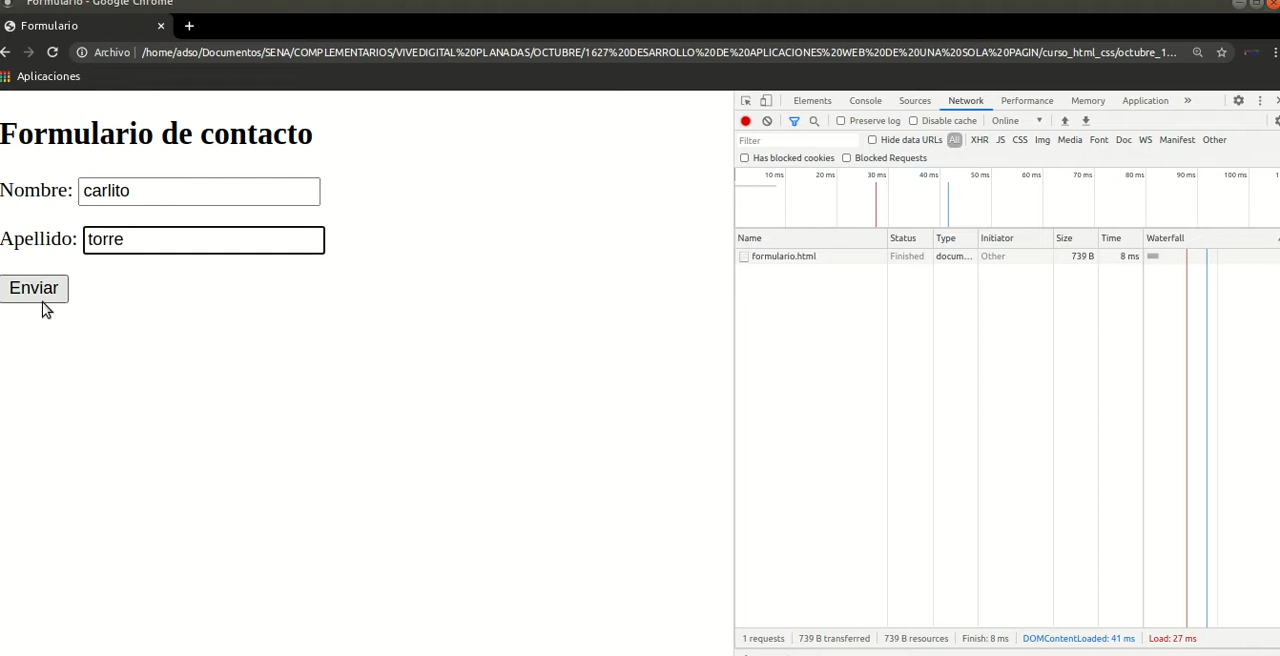 Formulario - Google Chrome
Formulario
Archivo /home/adso/Documentos/SENA/COMPLEMENTARIOS/VIVEDIGITAL%20PLANADAS/OCTUBRE/1627%20DESARROLLO%20DE%20APLICACIONES%20WEB%20DE%20UNA%20SOLA%20PAGIN/curso_html_css/octubre_1...
Aplicaciones
Formulario de contacto
Nombre: carlito
Apellido: torre
Enviar
Elements Console Sources Network Performance Memory Application »
Preserve log Disable cache Online
Filter Hide data URLs All XHR JS CSS Img Media Font Doc WS Manifest Other
Has blocked cookies Blocked Requests
10 ms 20 ms 30 ms 40 ms 50 ms 60 ms 70 ms 80 ms 90 ms 100 ms 1
Name Status Type Initiator Size Time Waterfall
formulario.html Finished docum... Other 739 B 8 ms
1 requests 739 B transferred 739 B resources Finish: 8 ms DOMContentLoaded: 41 ms Load: 27 ms